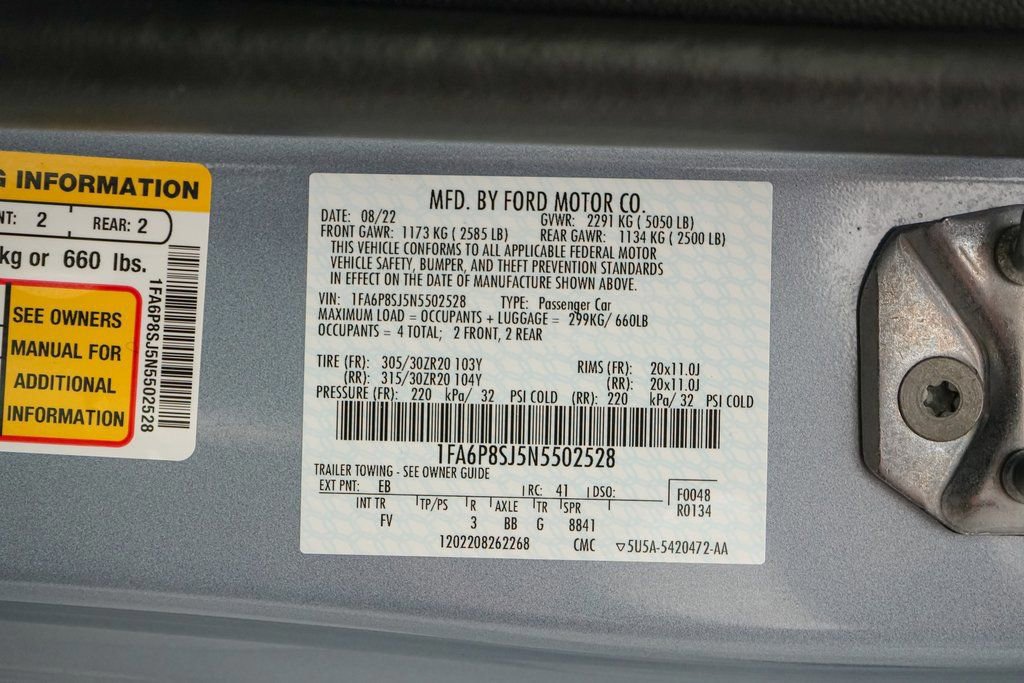 G INFORMATION
NT: 2 REAR: 2
kg or 660 lbs.
SEE OWNERS
MANUAL FOR
ADDITIONAL
INFORMATION
1FA6P8SJ5N5502528
MFD. BY FORD MOTOR CO.
DATE: 08/22 GVWR: 2291 KG ( 5050 LB)
FRONT GAWR: 1173 KG ( 2585 LB) REAR GAWR: 1134 KG ( 2500 LB)
THIS VEHICLE CONFORMS TO ALL APPLICABLE FEDERAL MOTOR
VEHICLE SAFETY, BUMPER, AND THEFT PREVENTION STANDARDS
IN EFFECT ON THE DATE OF MANUFACTURE SHOWN ABOVE.
VIN: 1FA6P8SJ5N5502528 TYPE: Passenger Car
MAXIMUM LOAD = OCCUPANTS + LUGGAGE = 299KG/ 660LB
OCCUPANTS = 4 TOTAL; 2 FRONT, 2 REAR
TIRE (FR): 305/30ZR20 103Y RIMS (FR): 20x11.0J
(RR): 315/30ZR20 104Y (RR): 20x11.0J
PRESSURE (FR): 220 kPa/ 32 PSI COLD (RR): 220 kPa/ 32 PSI COLD
1FA6P8SJ5N5502528
TRAILER TOWING - SEE OWNER GUIDE
EXT PNT: EB RC: 41 DSO: F0048
INT TR TP/PS R AXLE TR SPR R0134
FV 3 BB G 8841
1202208262268 CMC ▽5U5A-5420472-AA